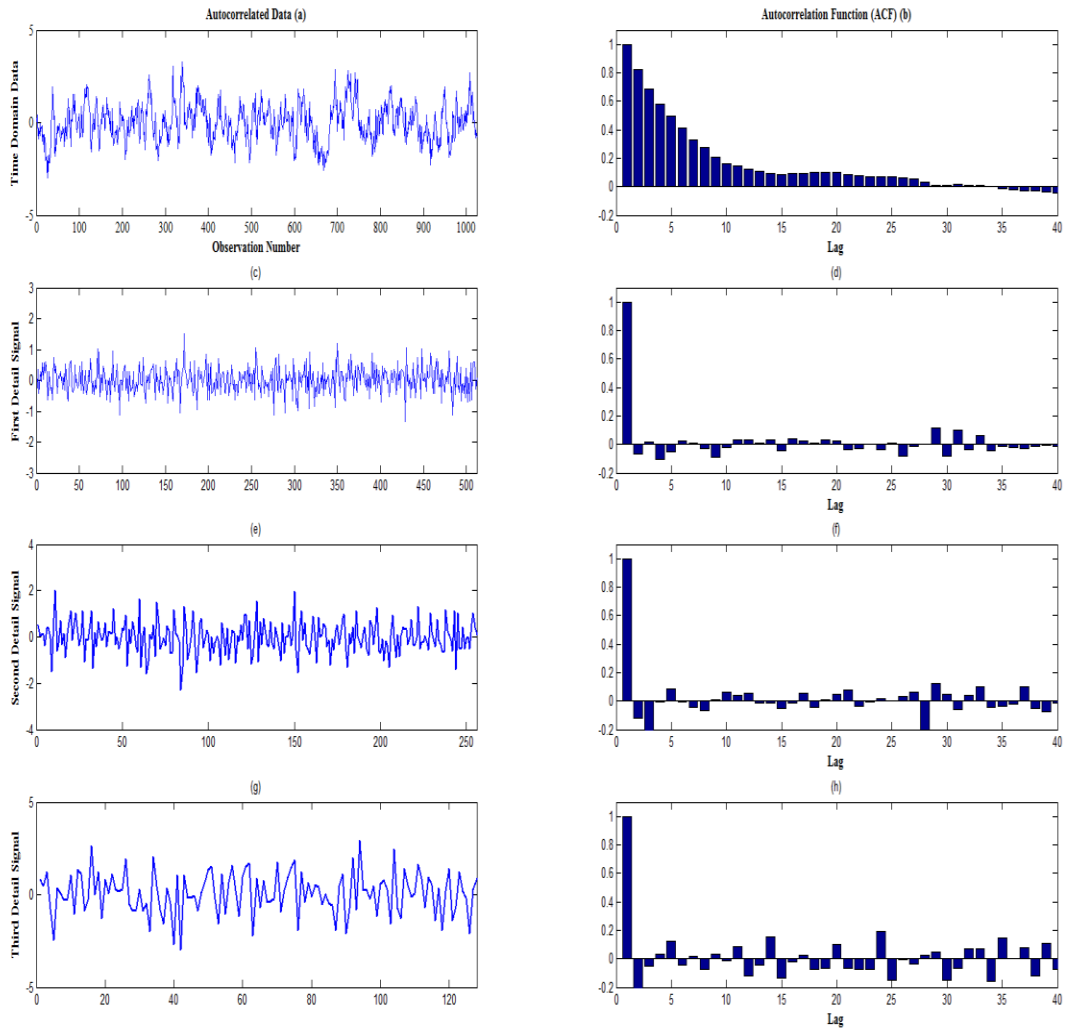 Autocorrelated Data (a)
Time Domain Data
5
0
-5
0 100 200 300 400 500 600 700 800 900 1000
Observation Number
Autocorrelation Function (ACF) (b)
1
0.8
0.6
0.4
0.2
0
-0.2
0 5 10 15 20 25 30 35 40
Lag
(c)
First Detail Signal
3
2
1
0
-1
-2
-3
0 50 100 150 200 250 300 350 400 450 500
(d)
1
0.8
0.6
0.4
0.2
0
-0.2
0 5 10 15 20 25 30 35 40
Lag
(e)
Second Detail Signal
4
2
0
-2
-4
0 50 100 150 200 250
(f)
1
0.8
0.6
0.4
0.2
0
-0.2
0 5 10 15 20 25 30 35 40
Lag
(g)
Third Detail Signal
5
0
-5
0 20 40 60 80 100 120
(h)
1
0.8
0.6
0.4
0.2
0
-0.2
0 5 10 15 20 25 30 35 40
Lag